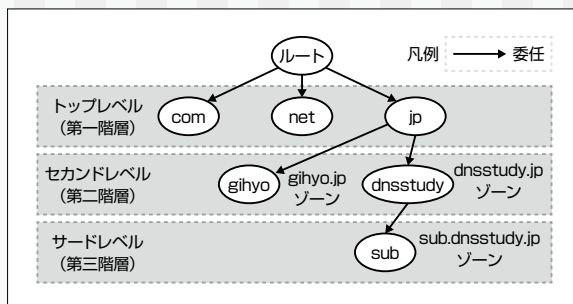 ルート
凡例
委任
トップレベル
(第一階層)
com
net
jp
セカンドレベル
(第二階層)
gihyo
gihyo.jp
ゾーン
dnsstudy
dnsstudy.jp
ゾーン
サードレベル
(第三階層)
sub
sub.dnsstudy.jp
ゾーン